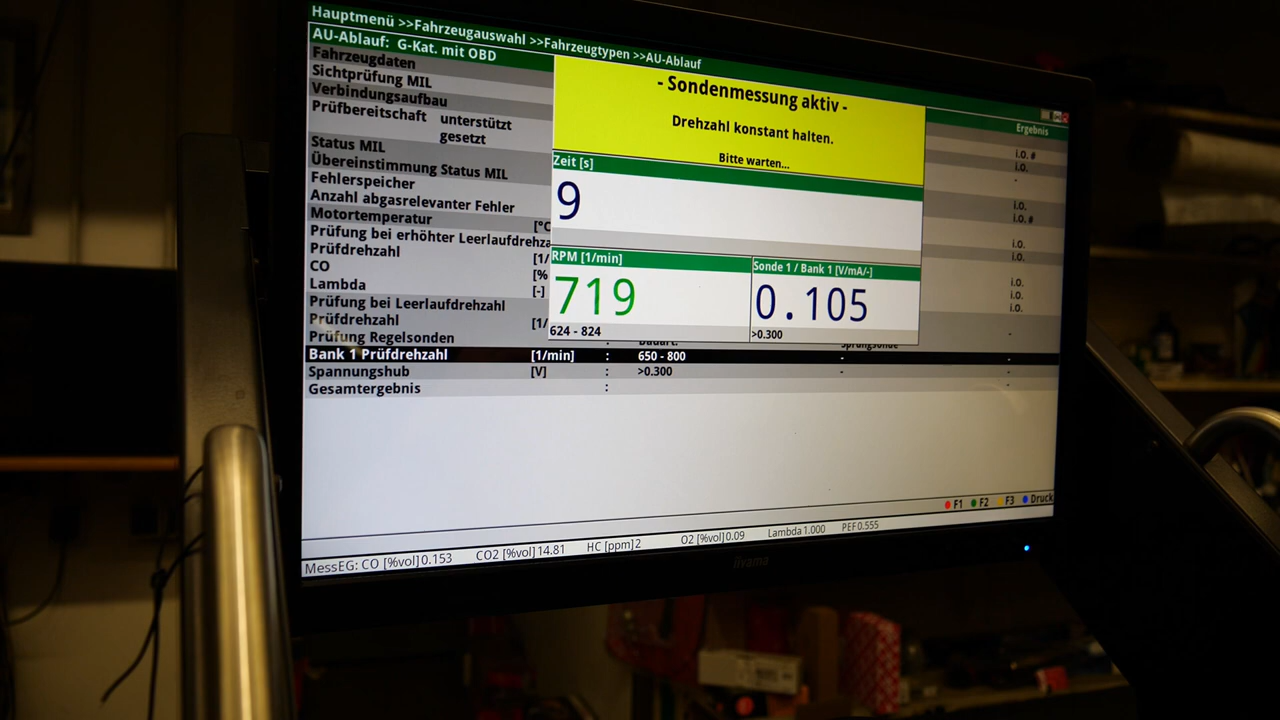 Hauptmenü >>Fahrzeugauswahl >>Fahrzeugtypen >>AU-Ablauf
AU-Ablauf: G-Kat. mit OBD
Ergebnis
Fahrzeugdaten
Sichtprüfung MIL i.O. #
Verbindungsaufbau i.O.
Prüfbereitschaft unterstützt -
gesetzt
Status MIL i.O.
Übereinstimmung Status MIL i.O. #
Fehlerspeicher
Anzahl abgasrelevanter Fehler i.O.
Motortemperatur [°C i.O.
Prüfung bei erhöhter Leerlaufdrehza
Prüfdrehzahl [1/ i.O.
CO [% i.O.
Lambda [-] i.O.
Prüfung bei Leerlaufdrehzahl
Prüfdrehzahl [1/ -
Prüfung Regelsonden : Bauart: Sprungsonde
Bank 1 Prüfdrehzahl [1/min] : 650 - 800 - -
Spannungshub [V] : >0.300 - -
Gesamtergebnis : -
- Sondenmessung aktiv -
Drehzahl konstant halten.
Bitte warten...
Zeit [s]
9
RPM [1/min]
719
624 - 824
Sonde 1 / Bank 1 [V/mA/-]
0.105
>0.300
F1 F2 F3 Druck
MessEG: CO [%vol]0.153 CO2 [%vol]14.81 HC [ppm]2 O2 [%vol]0.09 Lambda1.000 PEF0.555
iiyama